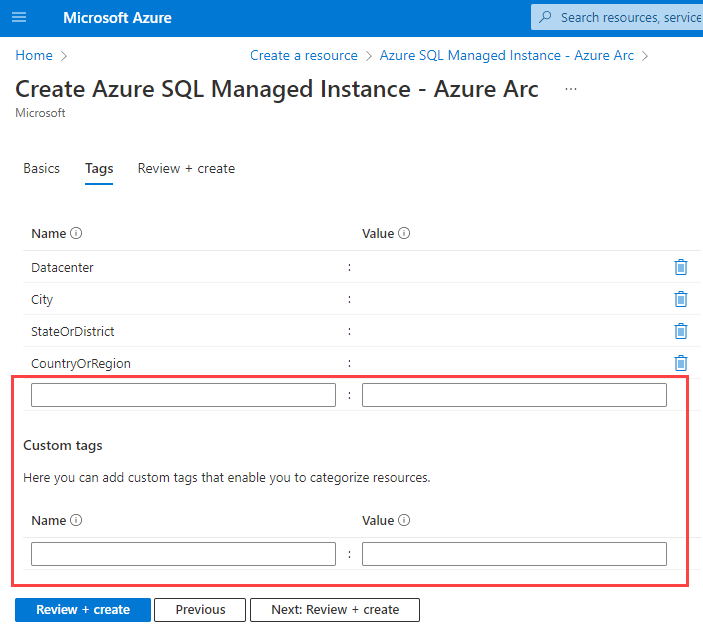 Microsoft Azure
Search resources, service
Home
Create a resource
Azure SQL Managed Instance - Azure Arc
Create Azure SQL Managed Instance - Azure Arc ...
Microsoft
Basics Tags Review + create
Name Value
Datacenter :
City :
StateOrDistrict :
CountryOrRegion :
:
Custom tags
Here you can add custom tags that enable you to categorize resources.
Name Value
:
Review + create Previous Next: Review + create